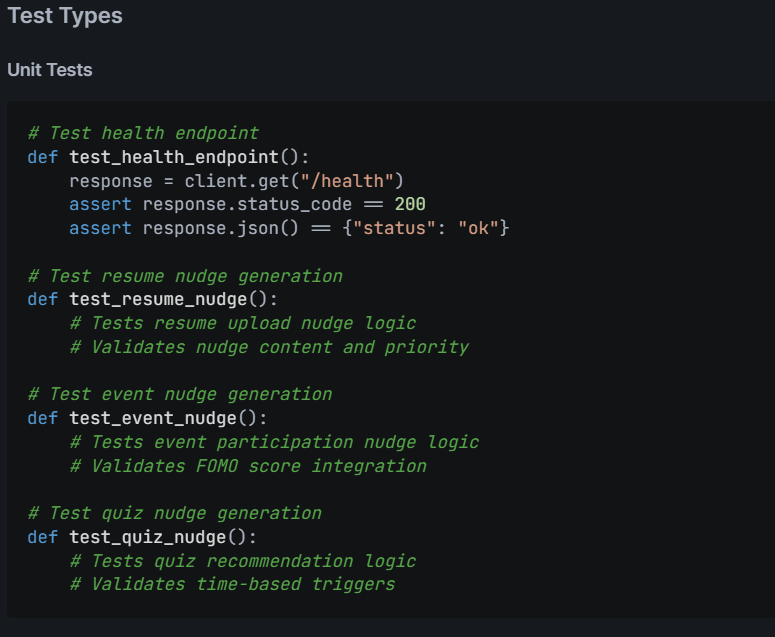 Test Types
Unit Tests
# Test health endpoint
def test_health_endpoint():
    response = client.get("/health")
    assert response.status_code == 200
    assert response.json() == {"status": "ok"}

# Test resume nudge generation
def test_resume_nudge():
    # Tests resume upload nudge logic
    # Validates nudge content and priority

# Test event nudge generation
def test_event_nudge():
    # Tests event participation nudge logic
    # Validates FOMO score integration

# Test quiz nudge generation
def test_quiz_nudge():
    # Tests quiz recommendation logic
    # Validates time-based triggers